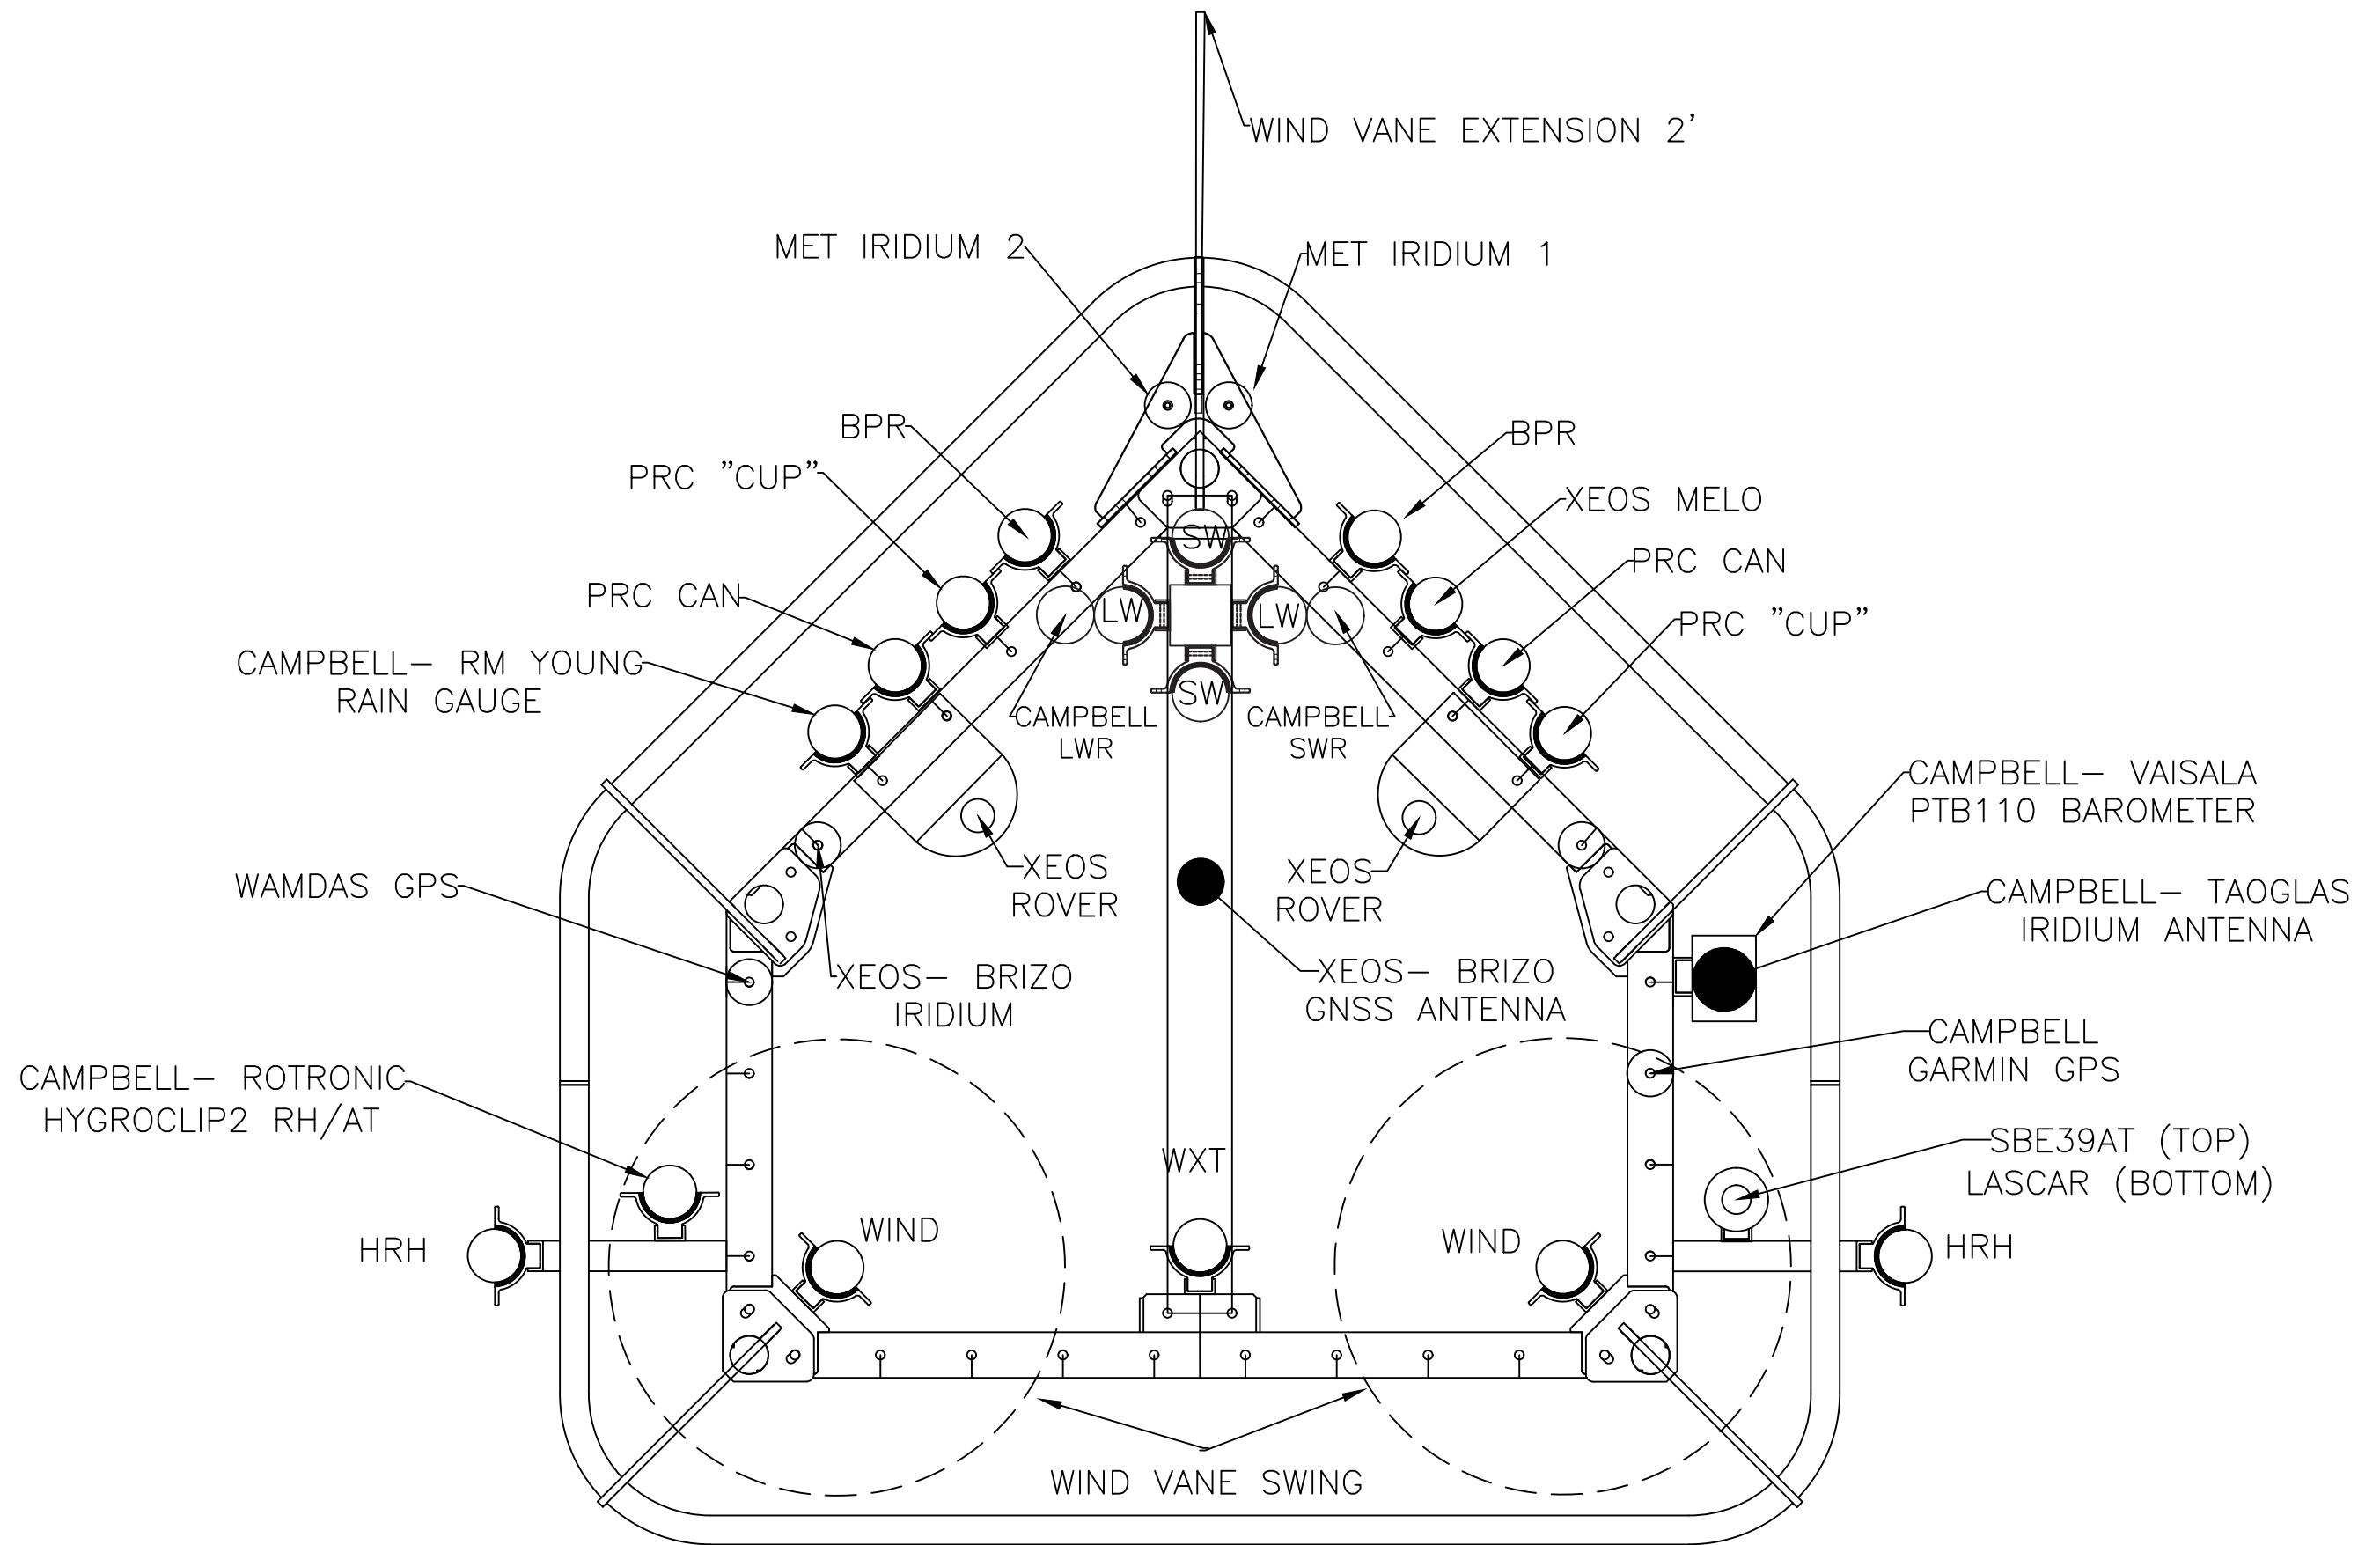 WIND VANE EXTENSION 2'
MET IRIDIUM 2
MET IRIDIUM 1
BPR
BPR
PRC "CUP"
XEOS MELO
PRC CAN
PRC CAN
PRC "CUP"
SW
LW
LW
SW
CAMPBELL- RM YOUNG
RAIN GAUGE
CAMPBELL
LWR
CAMPBELL
SWR
CAMPBELL- VAISALA
PTB110 BAROMETER
XEOS
ROVER
XEOS
ROVER
WAMDAS GPS
CAMPBELL- TAOGLAS
IRIDIUM ANTENNA
XEOS- BRIZO
IRIDIUM
XEOS- BRIZO
GNSS ANTENNA
CAMPBELL
GARMIN GPS
CAMPBELL- ROTRONIC
HYGROCLIP2 RH/AT
SBE39AT (TOP)
LASCAR (BOTTOM)
WXT
HRH
WIND
WIND
HRH
WIND VANE SWING